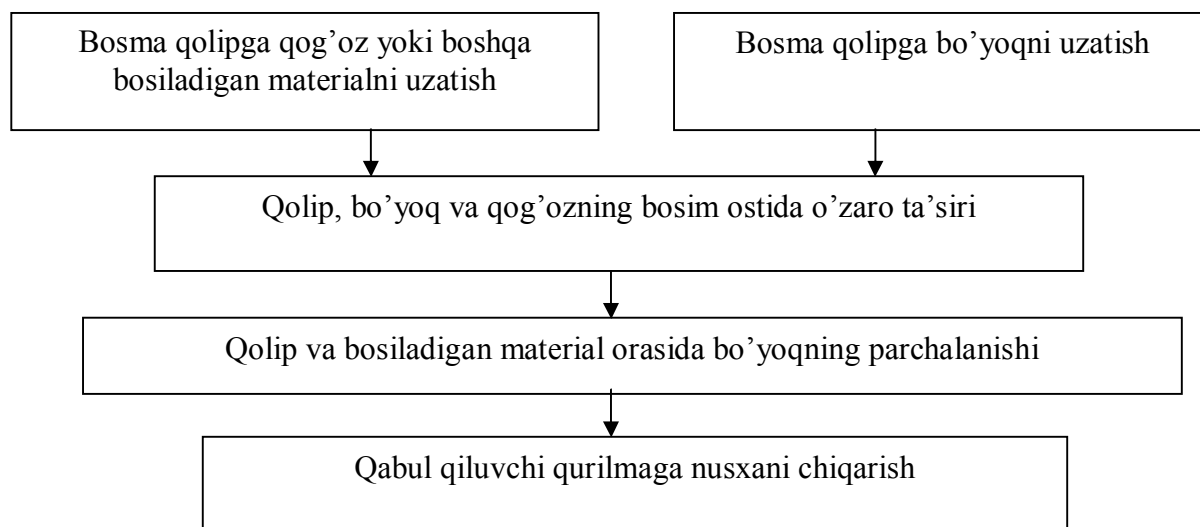 Bosma qolipga qog’oz yoki boshqa
bosiladigan materialni uzatish
Bosma qolipga bo’yoqni uzatish
Qolip, bo’yoq va qog’ozning bosim ostida o’zaro ta’siri
Qolip va bosiladigan material orasida bo’yoqning parchalanishi
Qabul qiluvchi qurilmaga nusxani chiqarish